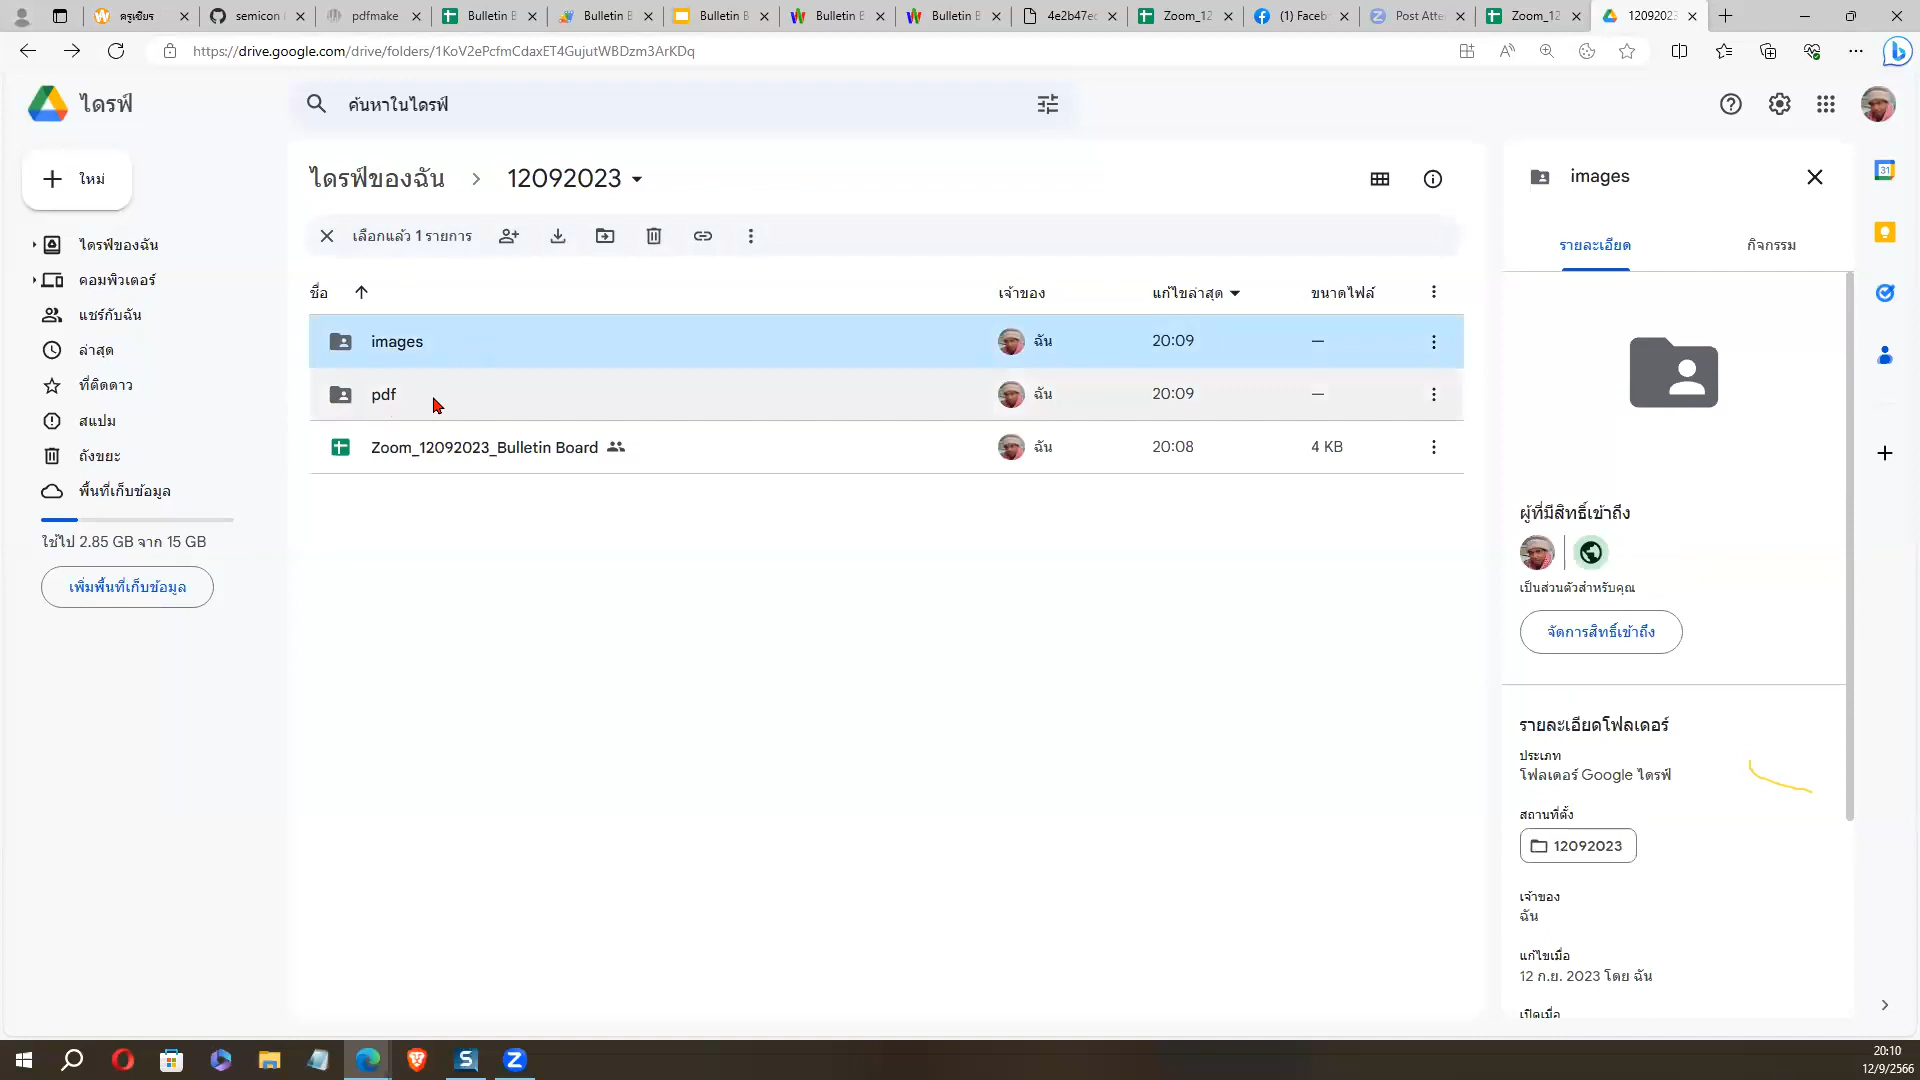 ครูเชียร
semicon
pdfmake
Bulletin B
Bulletin B
Bulletin B
Bulletin B
Bulletin B
4e2b47ec
Zoom_12
(1) Faceb
Post Atte
Zoom_12
12092023
https://drive.google.com/drive/folders/1KoV2ePcfmCdaxET4GujutWBDzm3ArKDq
ไดรฟ์
ค้นหาในไดรฟ์
ใหม่
ไดรฟ์ของฉัน
คอมพิวเตอร์
แชร์กับฉัน
ล่าสุด
ที่ติดดาว
สแปม
ถังขยะ
พื้นที่เก็บข้อมูล
ใช้ไป 2.85 GB จาก 15 GB
เพิ่มพื้นที่เก็บข้อมูล
ไดรฟ์ของฉัน > 12092023
เลือกแล้ว 1 รายการ
ชื่อ เจ้าของ แก้ไขล่าสุด ขนาดไฟล์
images ฉัน 20:09 —
pdf ฉัน 20:09 —
Zoom_12092023_Bulletin Board ฉัน 20:08 4 KB
images
รายละเอียด กิจกรรม
ผู้ที่มีสิทธิ์เข้าถึง
เป็นส่วนตัวสำหรับคุณ
จัดการสิทธิ์เข้าถึง
รายละเอียดโฟลเดอร์
ประเภท
โฟลเดอร์ Google ไดรฟ์
สถานที่ตั้ง
12092023
เจ้าของ
ฉัน
แก้ไขเมื่อ
12 ก.ย. 2023 โดย ฉัน
เปิดเมื่อ
31
20:10
12/9/2566